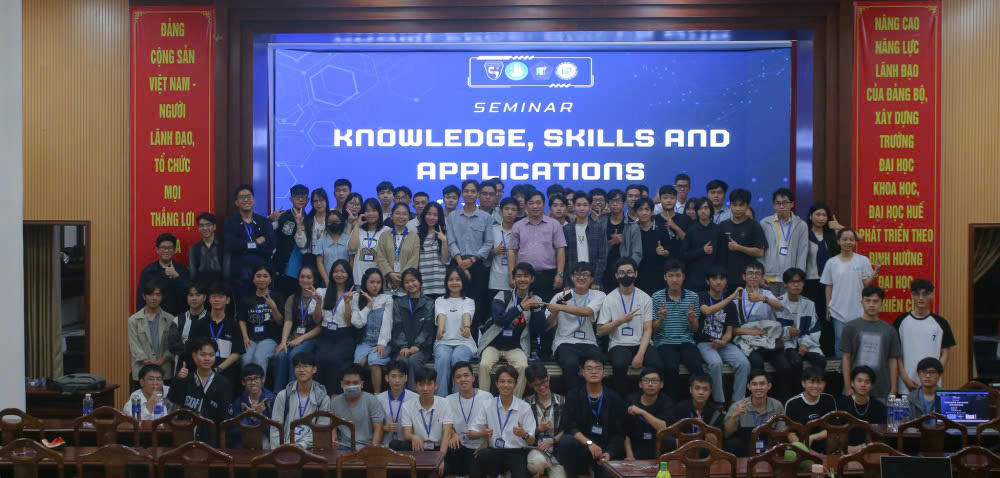 ĐẢNG
CỘNG SẢN
VIỆT NAM -
NGƯỜI
LÃNH ĐẠO,
TỔ CHỨC
MỌI
THẮNG LỢI
SEMINAR
KNOWLEDGE, SKILLS AND
APPLICATIONS
NÂNG CAO
NĂNG LỰC
LÃNH ĐẠO
CỦA ĐẢNG BỘ,
XÂY DỰNG
TRƯỜNG
ĐẠI HỌC
KHOA HỌC,
ĐẠI HỌC HUẾ
PHÁT TRIỂN THEO
ĐỊNH HƯỚNG
ĐẠI HỌC